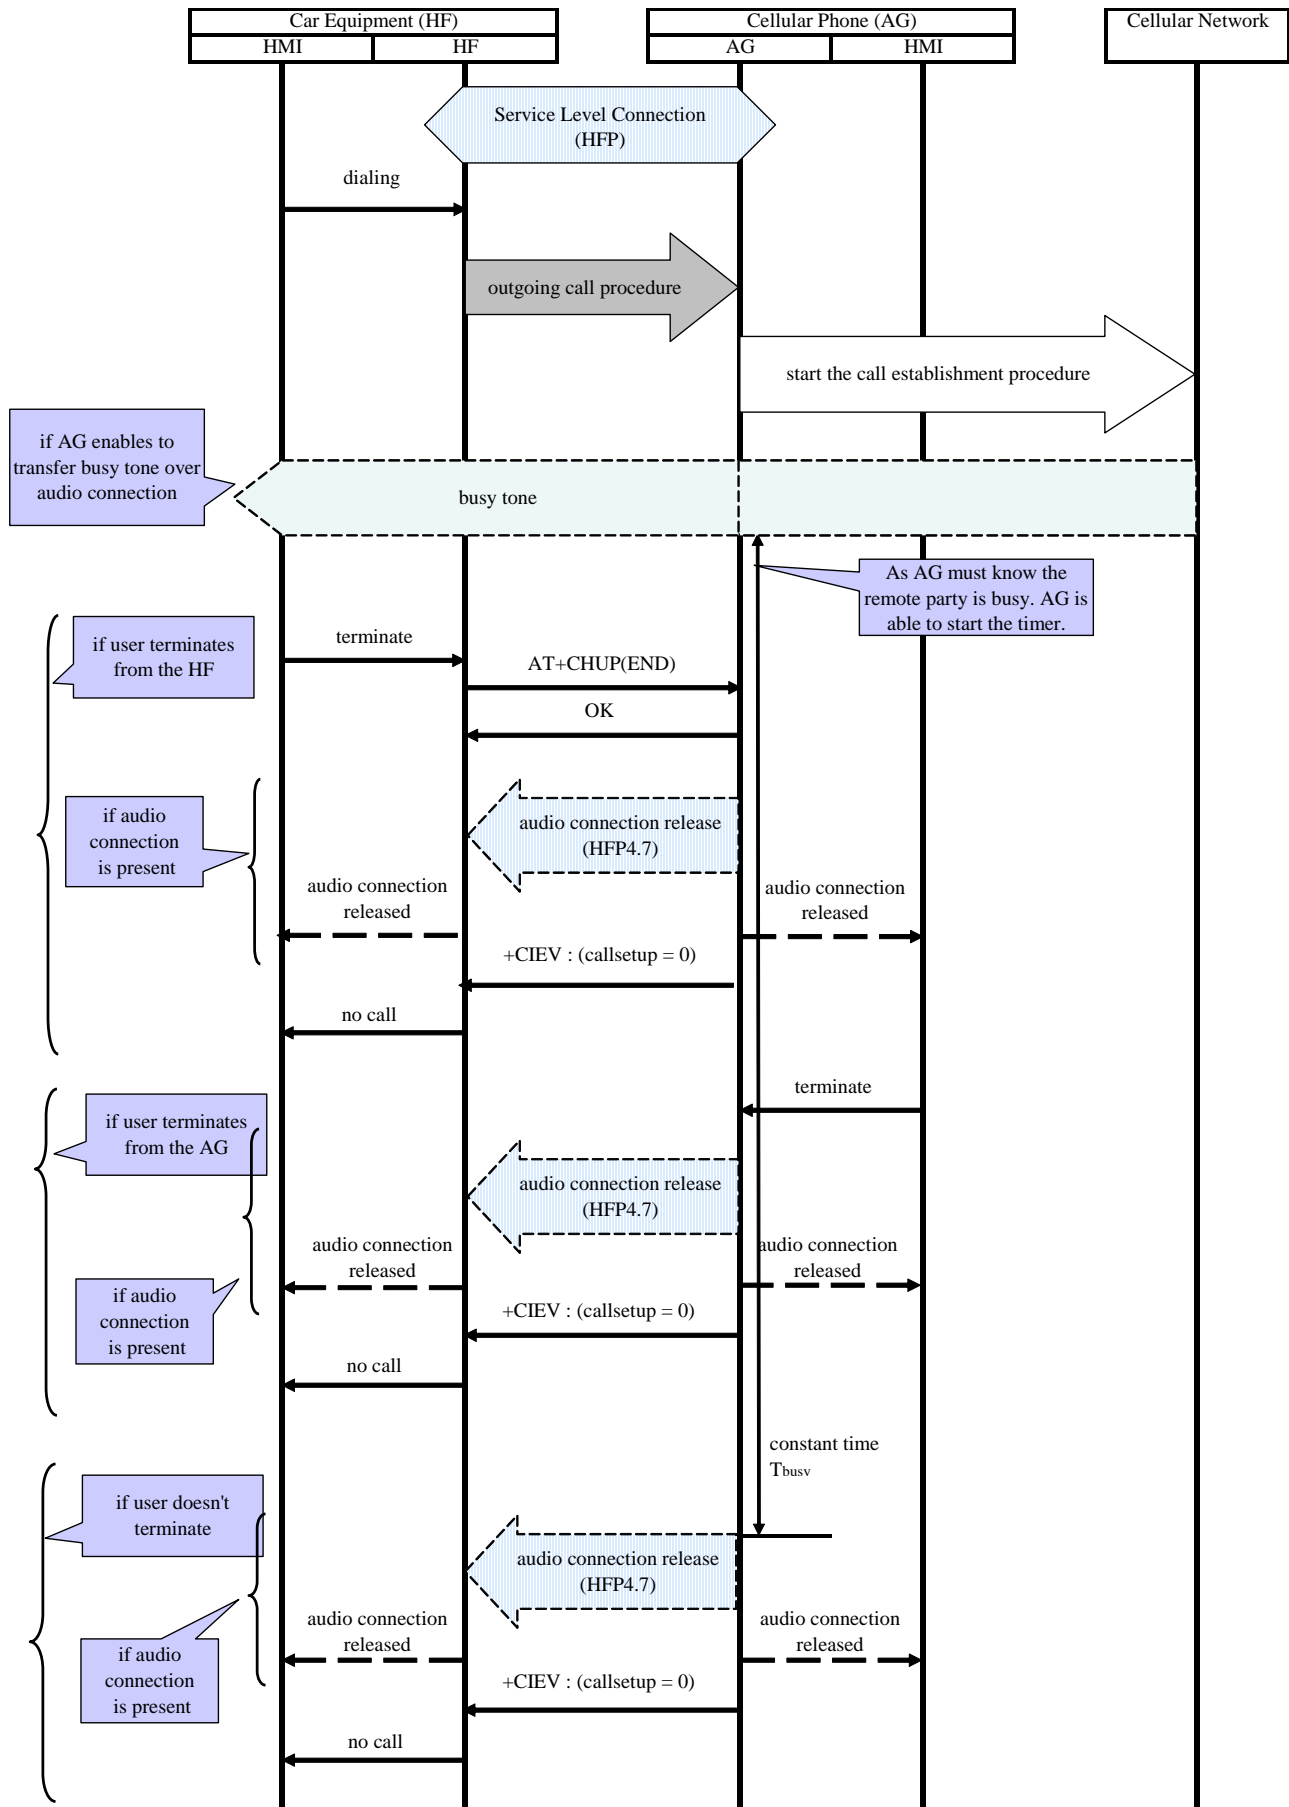 Car Equipment (HF)
Cellular Phone (AG)
Cellular Network
HMI
HF
AG
HMI
Service Level Connection
(HFP)
dialing
outgoing call procedure
start the call establishment procedure
if AG enables to
transfer busy tone over
audio connection
busy tone
As AG must know the
remote party is busy. AG is
able to start the timer.
if user terminates
from the HF
terminate
AT+CHUP(END)
OK
if audio
connection
is present
audio connection release
(HFP4.7)
audio connection
released
audio connection
released
+CIEV : (callsetup = 0)
no call
terminate
if user terminates
from the AG
audio connection release
(HFP4.7)
audio connection
released
audio connection
released
if audio
connection
is present
+CIEV : (callsetup = 0)
no call
constant time
Tbusy
if user doesn't
terminate
audio connection release
(HFP4.7)
audio connection
released
audio connection
released
if audio
connection
is present
+CIEV : (callsetup = 0)
no call